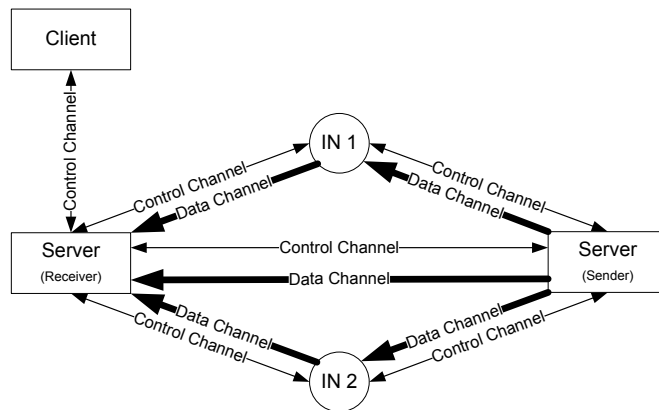 Client
Control Channel
IN 1
Control Channel
Data Channel
Control Channel
Data Channel
Server
(Receiver)
Control Channel
Data Channel
Server
(Sender)
Data Channel
Control Channel
Data Channel
Control Channel
IN 2